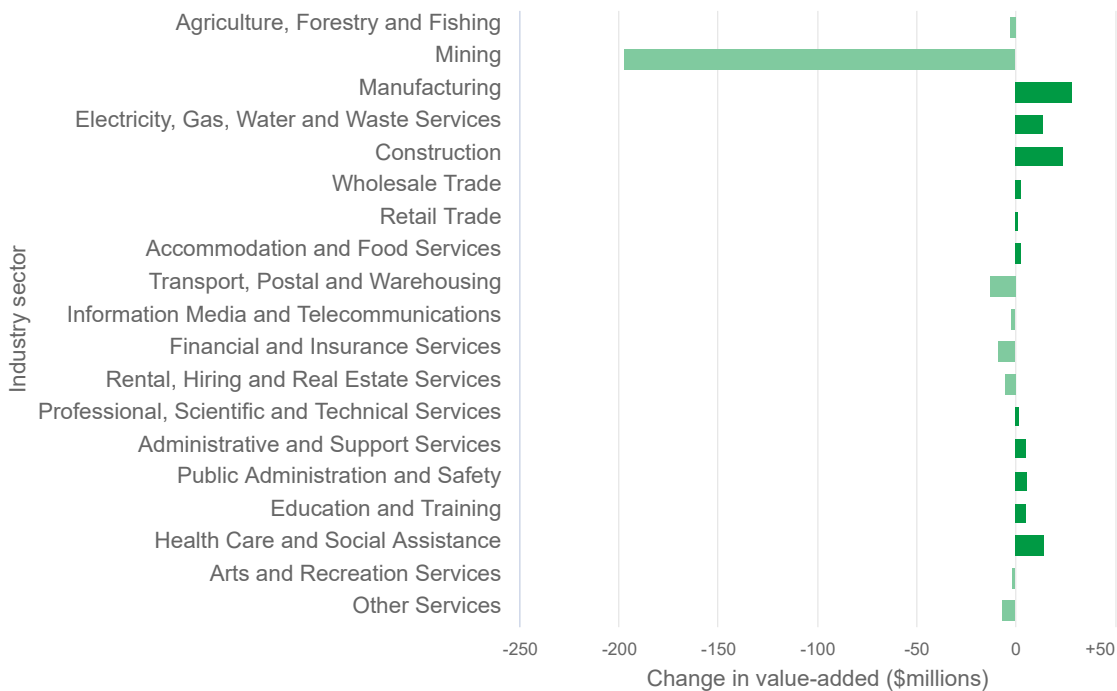 Agriculture, Forestry and Fishing
Mining
Manufacturing
Electricity, Gas, Water and Waste Services
Construction
Wholesale Trade
Retail Trade
Accommodation and Food Services
Transport, Postal and Warehousing
Information Media and Telecommunications
Financial and Insurance Services
Rental, Hiring and Real Estate Services
Professional, Scientific and Technical Services
Administrative and Support Services
Public Administration and Safety
Education and Training
Health Care and Social Assistance
Arts and Recreation Services
Other Services
Industry sector
-250 -200 -150 -100 -50 0 +50
Change in value-added ($millions)